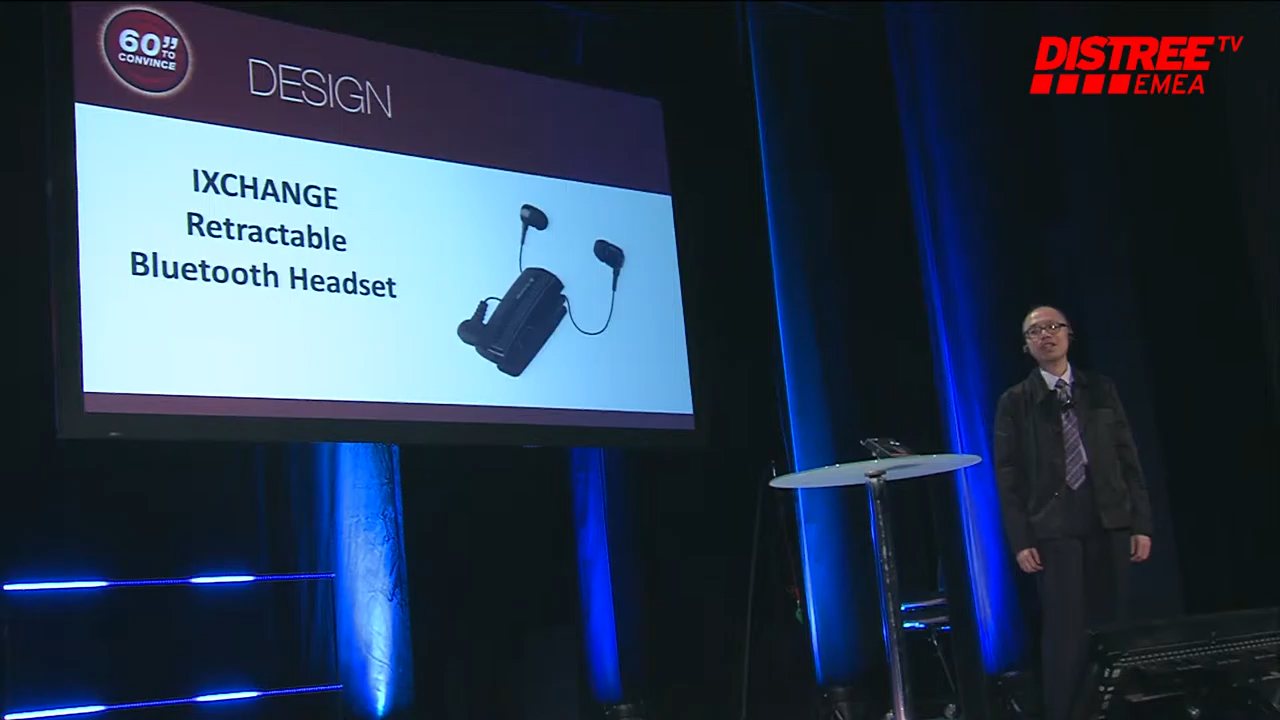 60”
TO
CONVINCE
DESIGN
IXCHANGE
Retractable
Bluetooth Headset
DISTREE TV
EMEA